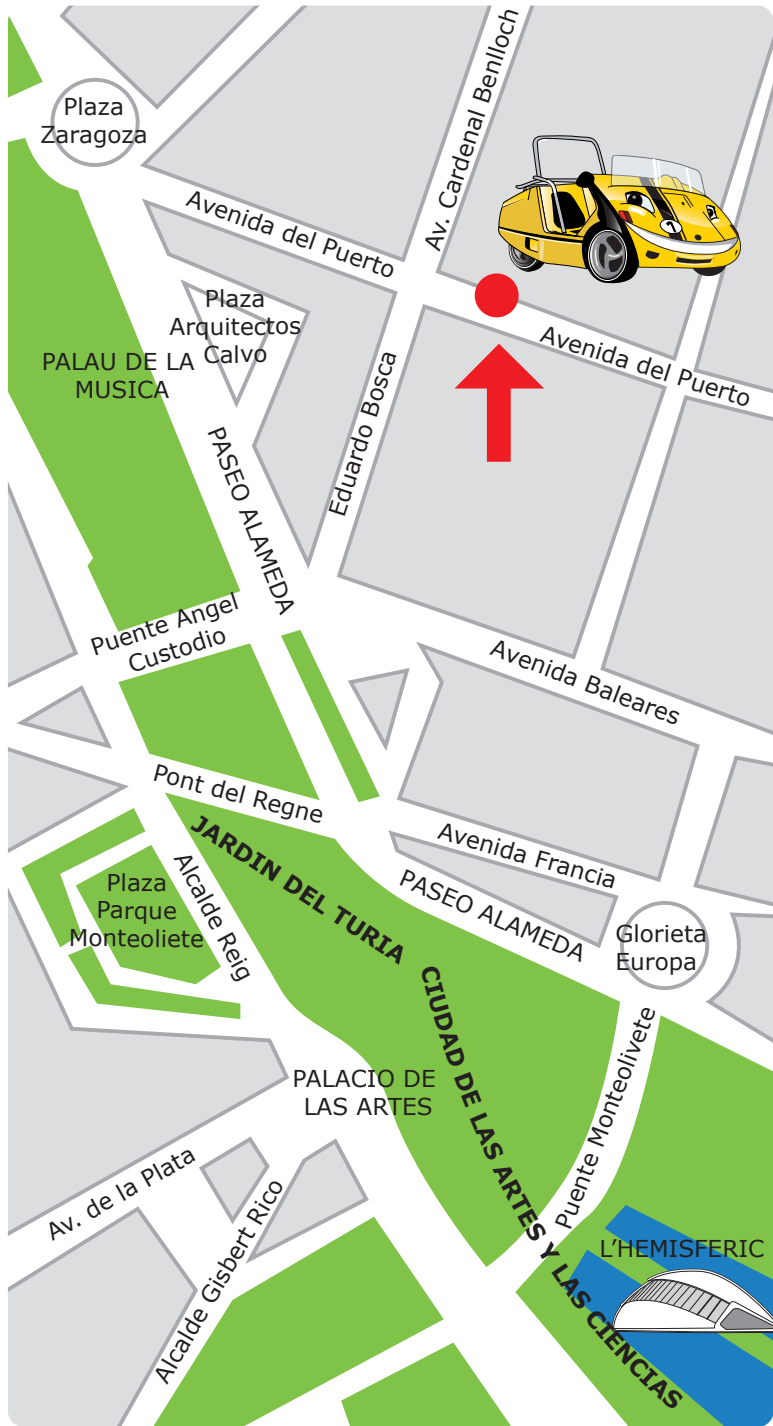 Plaza
Zaragoza
Av. Cardenal Benlloch
Avenida del Puerto
1
Plaza
Arquitectos
Calvo
Avenida del Puerto
PALAU DE LA
MUSICA
Eduardo Bosca
PASEO ALAMEDA
Puente Angel
Custodio
Avenida Baleares
Pont del Regne
Avenida Francia
JARDIN DEL TURIA
PASEO ALAMEDA
Alcalde Reig
Plaza
Parque
Monteoliete
Glorieta
Europa
CIUDAD DE LAS ARTES Y LAS CIENCIAS
Puente Monteolivete
PALACIO DE
LAS ARTES
Av. de la Plata
Alcalde Gisbert Rico
L'HEMISFERIC